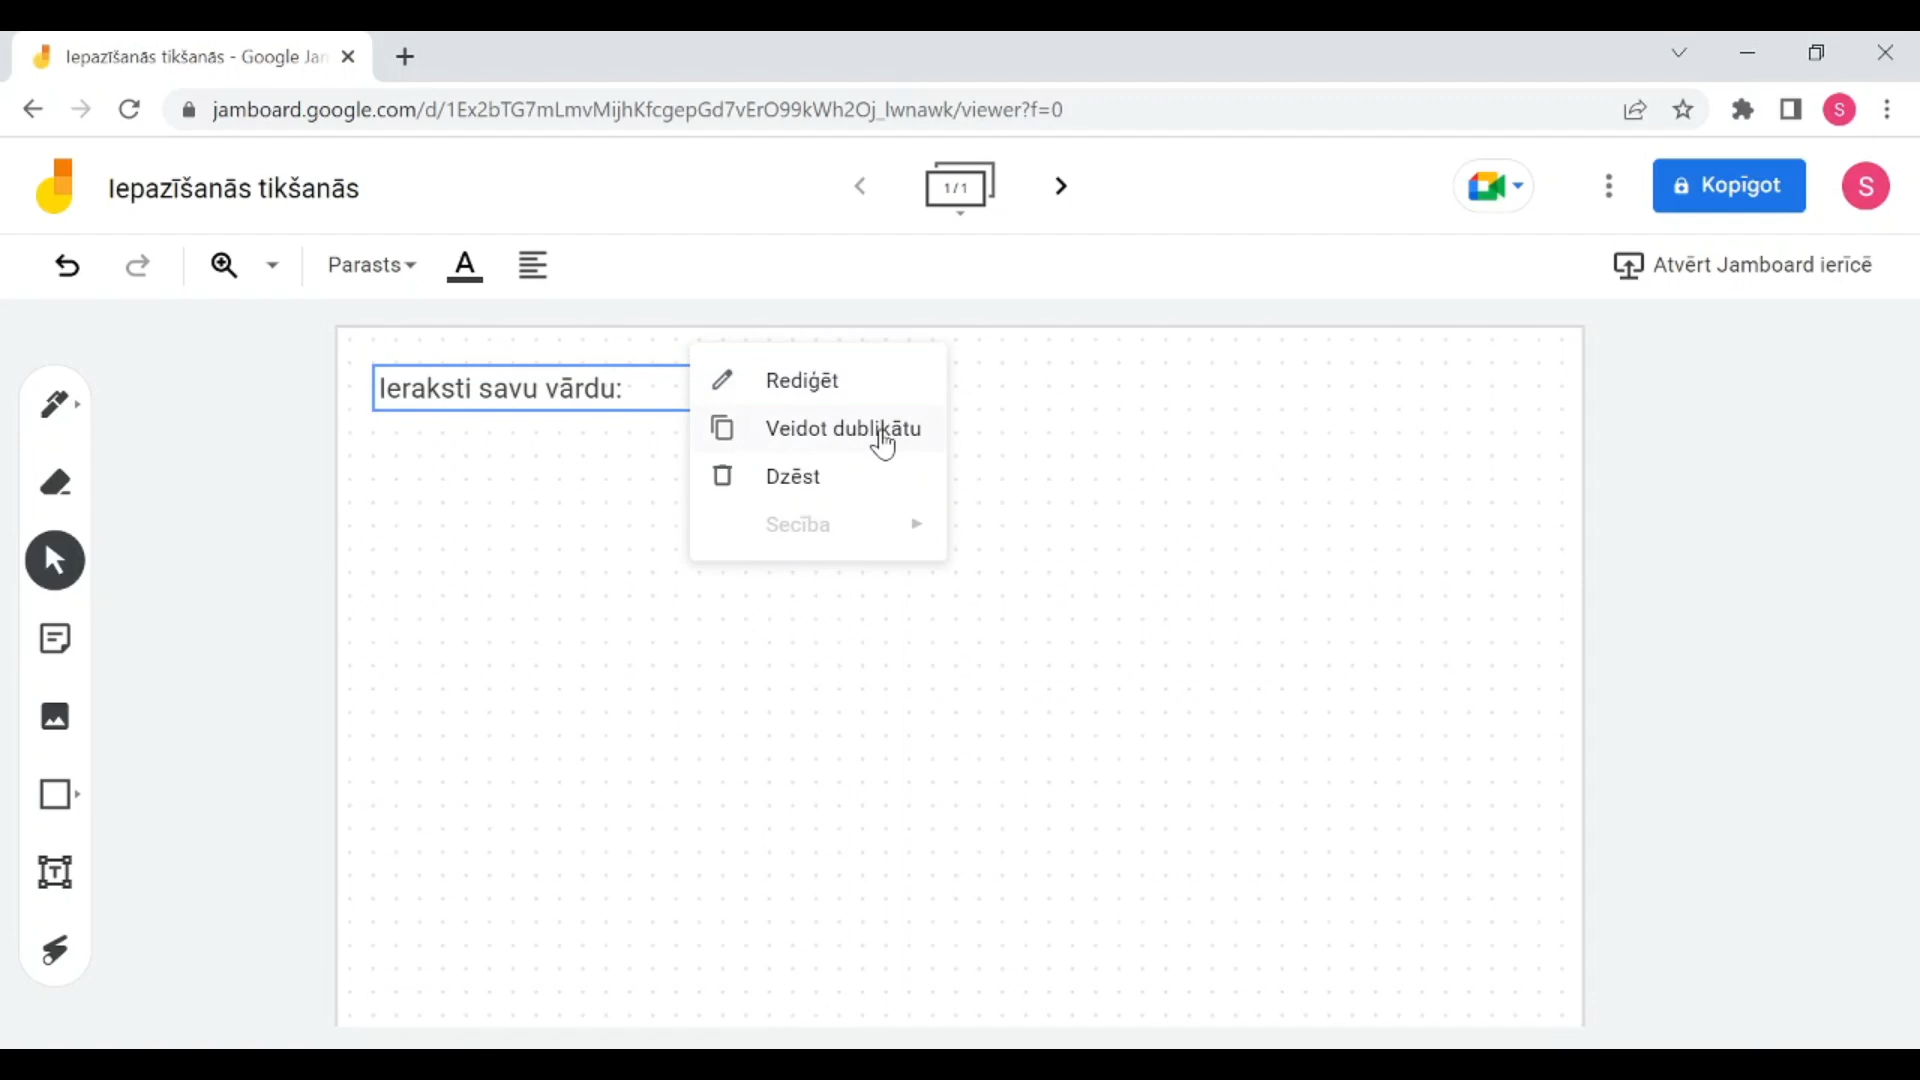 Iepazīšanās tikšanās - Google Jam
jamboard.google.com/d/1Ex2bTG7mLmvMijhKfcgepGd7vErO99kWh2Oj_lwnawk/viewer?f=0
S
Iepazīšanās tikšanās
1/1
Kopīgot
S
Parasts
A
Atvērt Jamboard ierīcē
Ieraksti savu vārdu:
Rediģēt
Veidot dublikātu
Dzēst
Secība